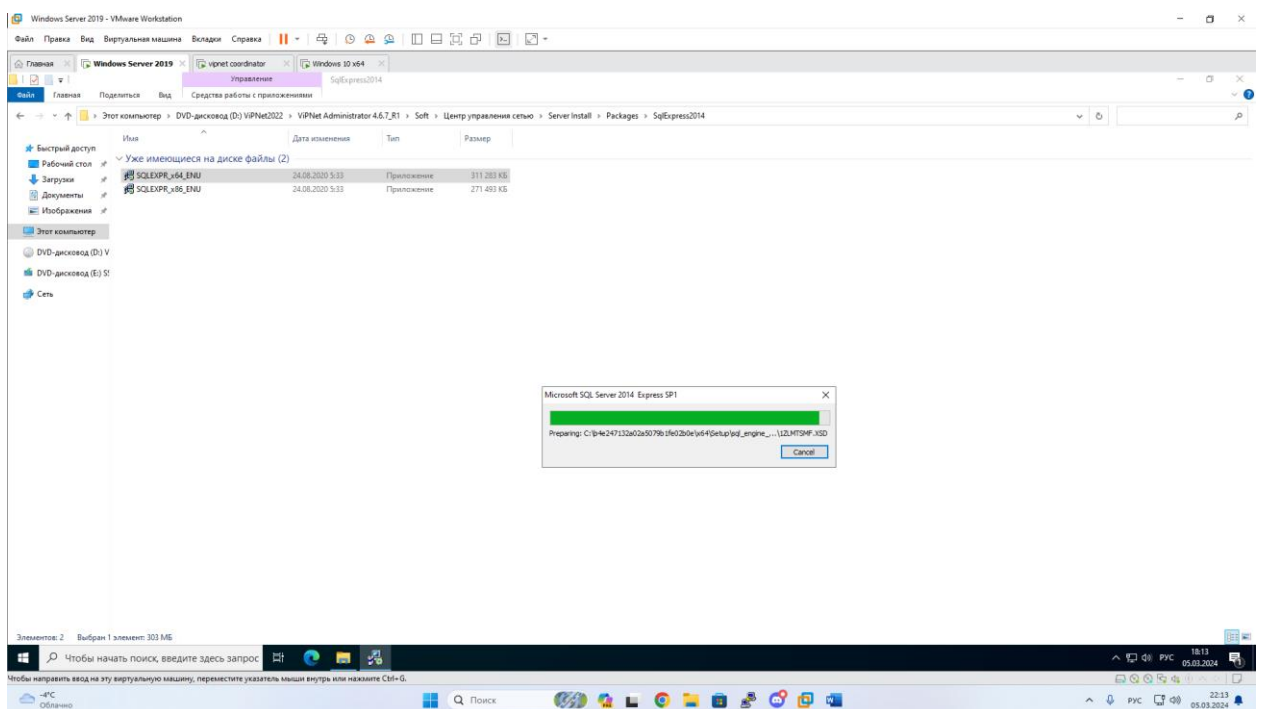 Windows Server 2019 - VMware Workstation
Файл Правка Вид Виртуальная машина Вкладки Справка
Главная Windows Server 2019 vipnet coordinator Windows 10 x64
Управление SqlExpress2014
Файл Главная Поделиться Вид Средства работы с приложениями
Этот компьютер > DVD-дисковод (D:) ViPNet2022 > ViPNet Administrator 4.6.7_R1 > Soft > Центр управления сетью > Server Install > Packages > SqlExpress2014
Имя Дата изменения Тип Размер
Быстрый доступ
Уже имеющиеся на диске файлы (2)
Рабочий стол
SQLEXPR_x64_ENU 24.08.2020 5:33 Приложение 311 283 КБ
Загрузки
SQLEXPR_x86_ENU 24.08.2020 5:33 Приложение 271 493 КБ
Документы
Изображения
Этот компьютер
DVD-дисковод (D:) V
DVD-дисковод (E:) S
Сеть
Microsoft SQL Server 2014 Express SP1
Preparing: C:\b4e247132a02a5079b1fe02b0e\x64\Setup\sql_engine_...\1ZLMTSMF.XSD
Cancel
Элементов: 2 Выбран 1 элемент: 303 МБ
Чтобы начать поиск, введите здесь запрос
РУС 18:13
05.03.2024
Чтобы направить ввод на эту виртуальную машину, переместите указатель мыши внутрь или нажмите Ctrl+G.
-4°C
Облачно
Поиск
РУС 22:13
05.03.2024